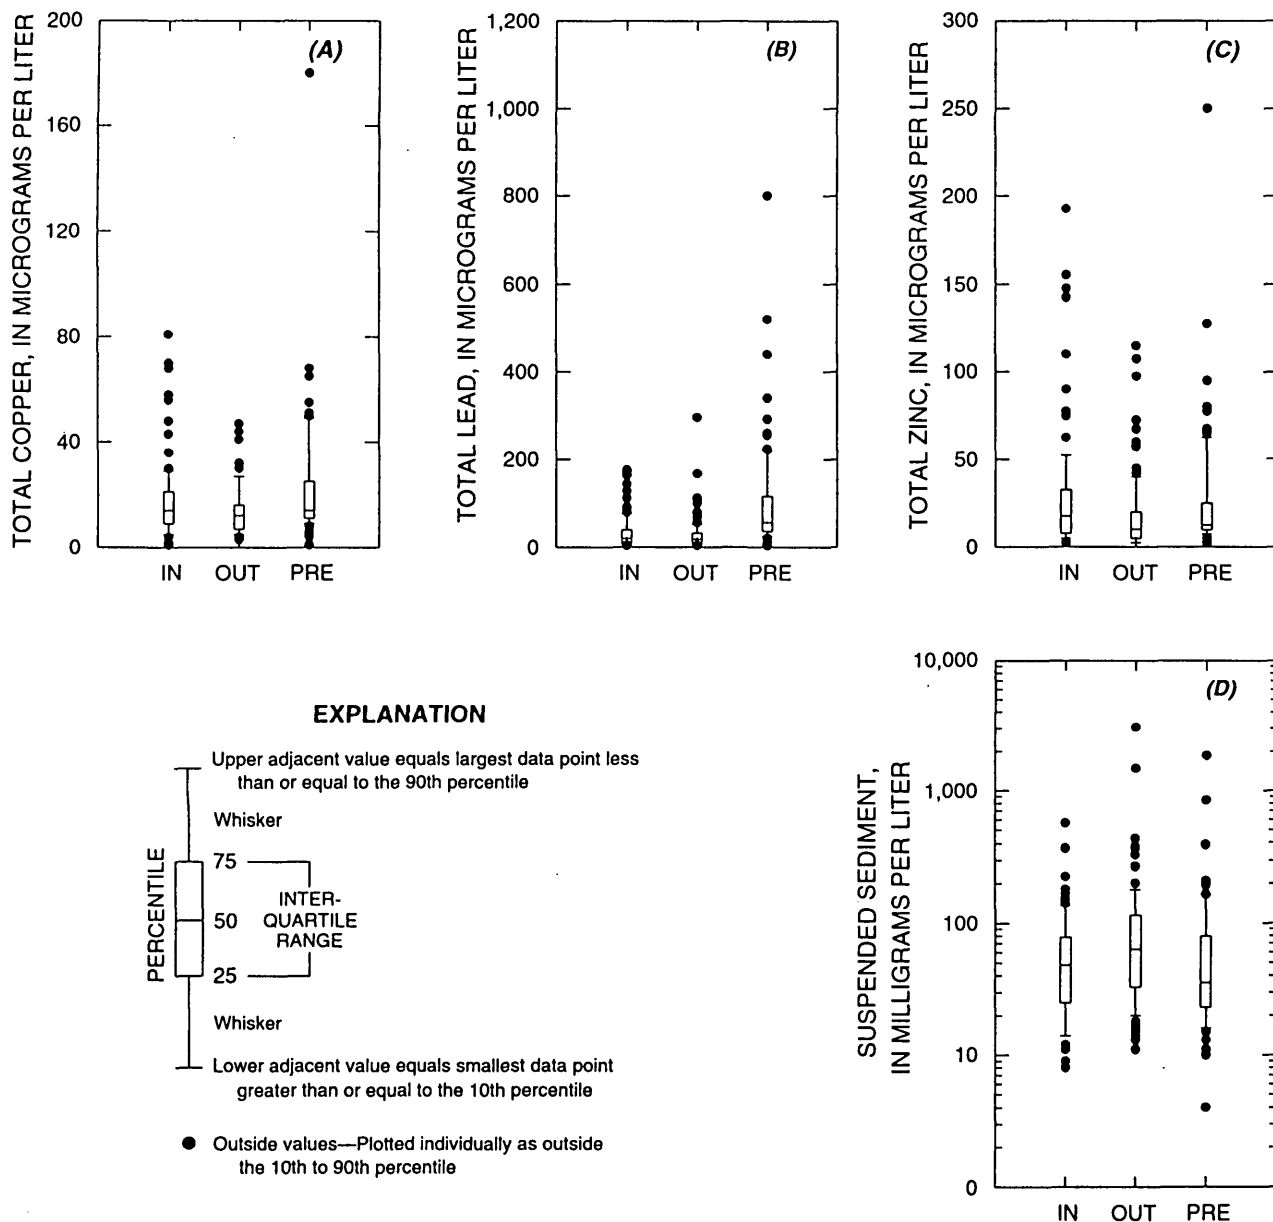 TOTAL COPPER, IN MICROGRAMS PER LITER
200
160
120
80
40
0
(A)
IN OUT PRE
TOTAL LEAD, IN MICROGRAMS PER LITER
1,200
1,000
800
600
400
200
0
(B)
IN OUT PRE
TOTAL ZINC, IN MICROGRAMS PER LITER
300
250
200
150
100
50
0
(C)
IN OUT PRE
EXPLANATION
Upper adjacent value equals largest data point less
than or equal to the 90th percentile
Whisker
PERCENTILE
75
50
25
INTER-
QUARTILE
RANGE
Whisker
Lower adjacent value equals smallest data point
greater than or equal to the 10th percentile
Outside values—Plotted individually as outside
the 10th to 90th percentile
SUSPENDED SEDIMENT,
IN MILLIGRAMS PER LITER
10,000
1,000
100
10
0
(D)
IN OUT PRE